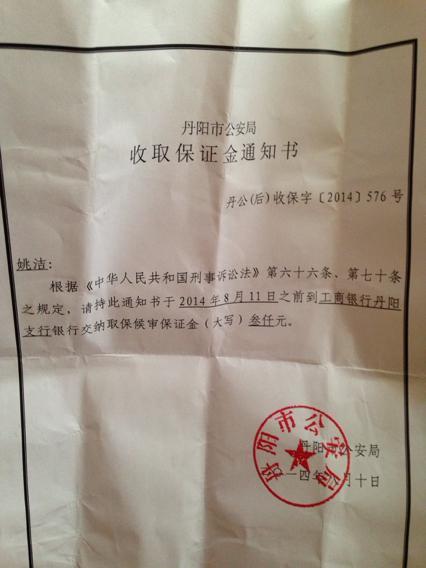 丹阳市公安局
收取保证金通知书
丹公(后)收保字〔2014〕576号
姚洁:
根据《中华人民共和国刑事诉讼法》第六十六条、第七十条
之规定,请持此通知书于2014年8月11日之前到工商银行丹阳
支行银行交纳取保候审保证金(大写)叁仟元。
丹阳市公安局
丹阳市公安局
一四年 月十日